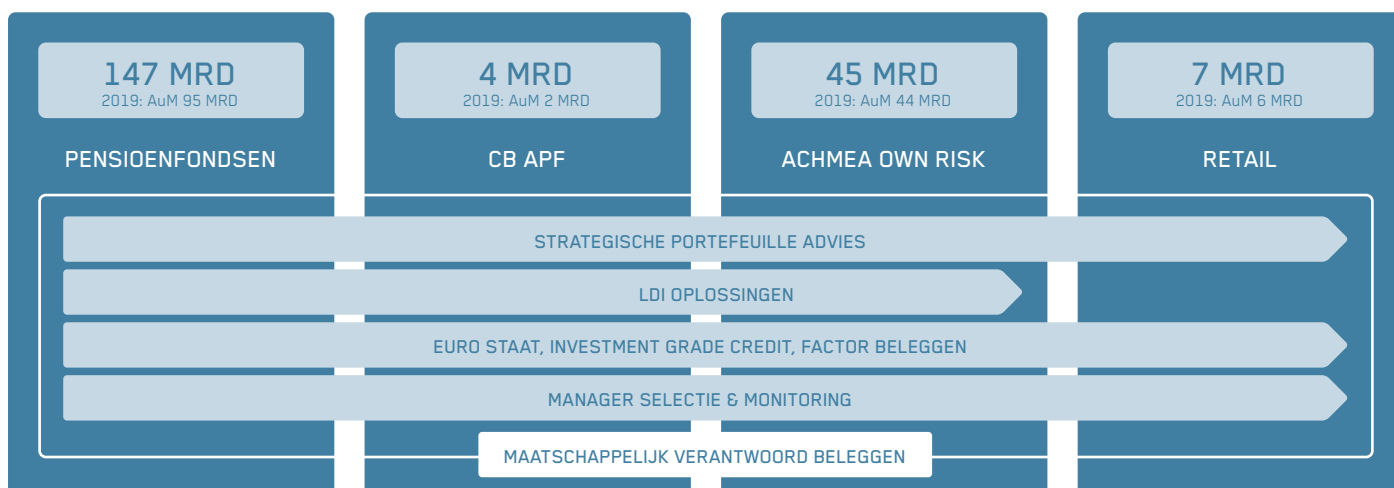 147 MRD
2019: AuM 95 MRD
PENSIOENFONDSEN
4 MRD
2019: AuM 2 MRD
CB APF
45 MRD
2019: AuM 44 MRD
ACHMEA OWN RISK
7 MRD
2019: AuM 6 MRD
RETAIL
STRATEGISCHE PORTEFEUILLE ADVIES
LDI OPLOSSINGEN
EURO STAAT, INVESTMENT GRADE CREDIT, FACTOR BELEGGEN
MANAGER SELECTIE & MONITORING
MAATSCHAPPELIJK VERANTWOORD BELEGGEN